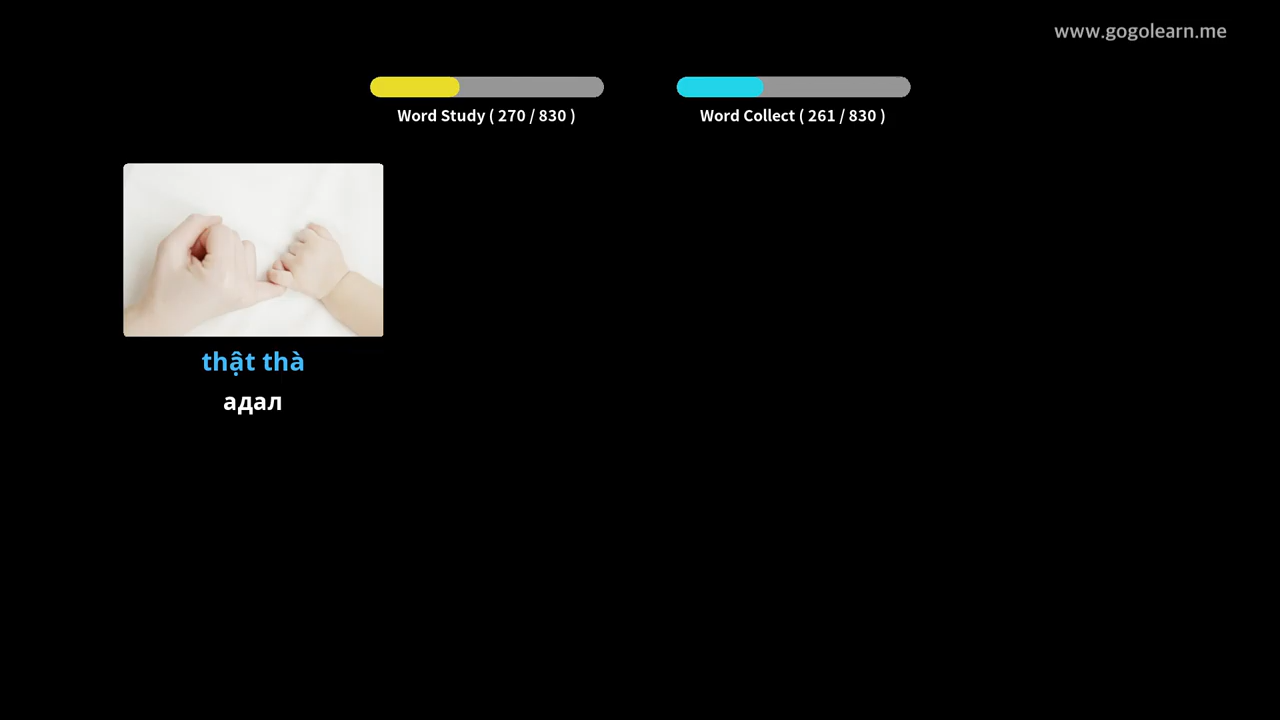 www.gogolearn.me
Word Study ( 270 / 830 )
Word Collect ( 261 / 830 )
thật thà
адал